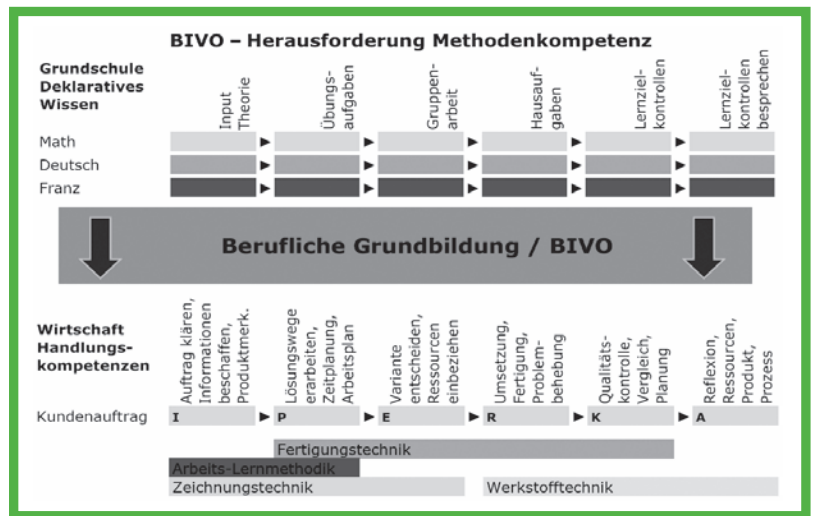 BIVO – Herausforderung Methodenkompetenz
Grundschule
Deklaratives
Wissen
Input
Theorie
Übungs-
aufgaben
Gruppen-
arbeit
Hausauf-
gaben
Lernziel-
kontrollen
Lernziel-
kontrollen
besprechen
Math
Deutsch
Franz
Berufliche Grundbildung / BIVO
Wirtschaft
Handlungs-
kompetenzen
Auftrag klären,
Informationen
beschaffen,
Produktmerk.
Lösungswege
erarbeiten,
Zeitplanung,
Arbeitsplan
Variante
entscheiden,
Ressourcen
einbeziehen
Umsetzung,
Fertigung,
Problem-
behebung
Qualitäts-
kontrolle,
Vergleich,
Planung
Reflexion,
Ressourcen,
Produkt,
Prozess
Kundenauftrag I P E R K A
Fertigungstechnik
Arbeits-Lernmethodik
Zeichnungstechnik Werkstofftechnik